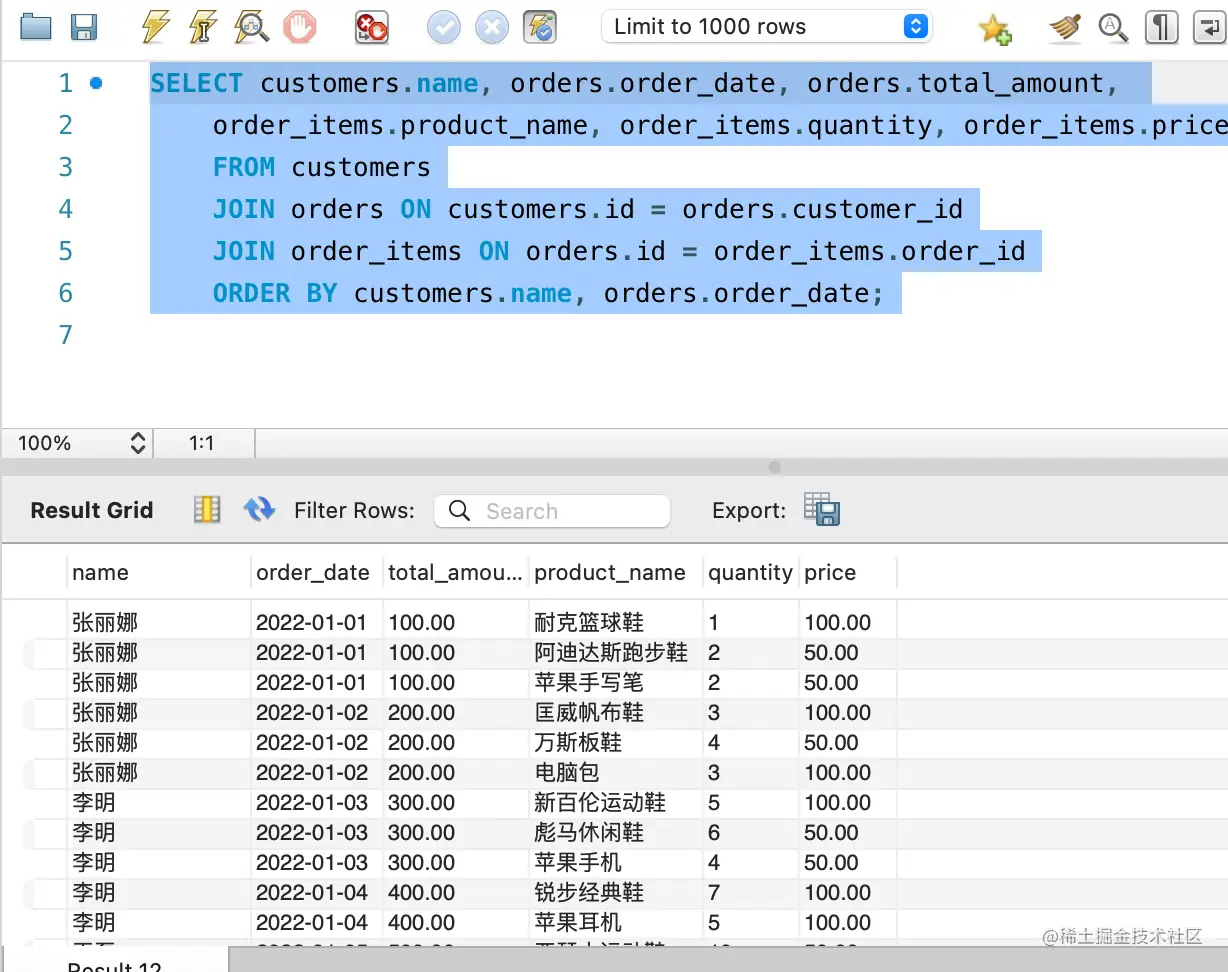 Limit to 1000 rows
1 SELECT customers.name, orders.order_date, orders.total_amount,
2 order_items.product_name, order_items.quantity, order_items.price
3 FROM customers
4 JOIN orders ON customers.id = orders.customer_id
5 JOIN order_items ON orders.id = order_items.order_id
6 ORDER BY customers.name, orders.order_date;
7
100% 1:1
Result Grid Filter Rows: Search Export:
name order_date total_amou... product_name quantity price
张丽娜 2022-01-01 100.00 耐克篮球鞋 1 100.00
张丽娜 2022-01-01 100.00 阿迪达斯跑步鞋 2 50.00
张丽娜 2022-01-01 100.00 苹果手写笔 2 50.00
张丽娜 2022-01-02 200.00 匡威帆布鞋 3 100.00
张丽娜 2022-01-02 200.00 万斯板鞋 4 50.00
张丽娜 2022-01-02 200.00 电脑包 3 100.00
李明 2022-01-03 300.00 新百伦运动鞋 5 100.00
李明 2022-01-03 300.00 彪马休闲鞋 6 50.00
李明 2022-01-03 300.00 苹果手机 4 50.00
李明 2022-01-04 400.00 锐步经典鞋 7 100.00
李明 2022-01-04 400.00 苹果耳机 5 100.00
@稀土掘金技术社区
Result 12